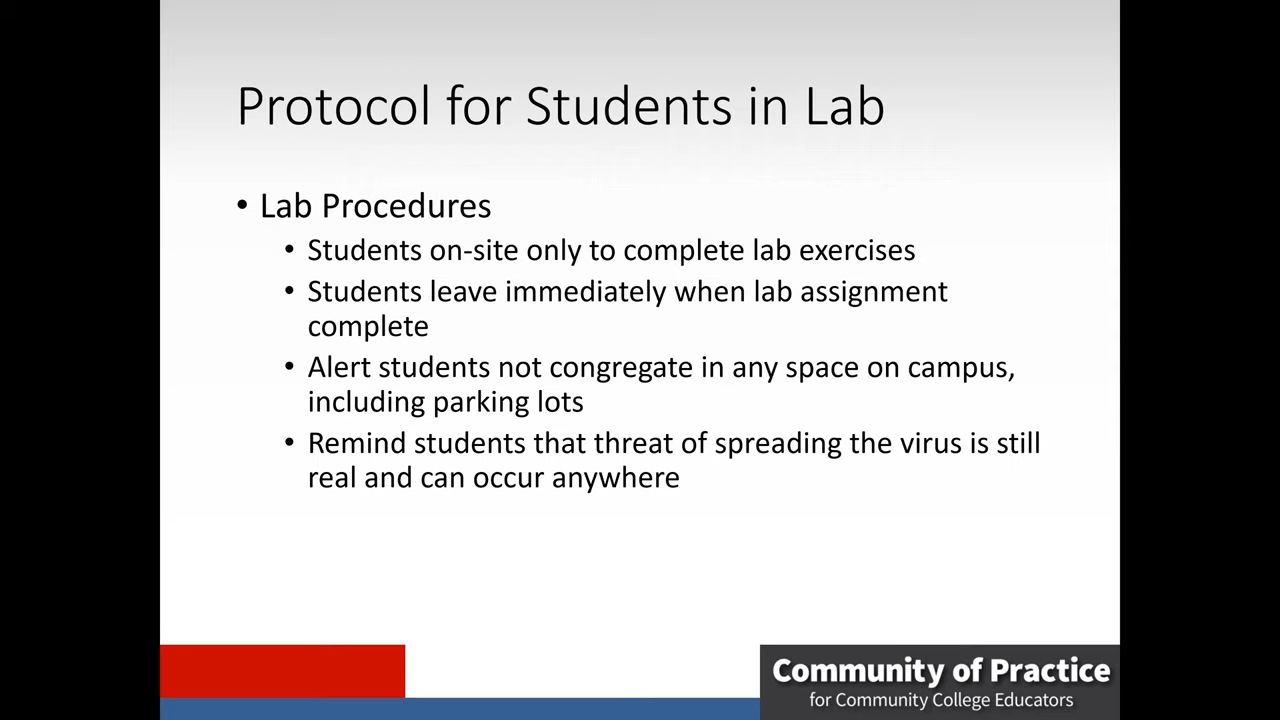 Protocol for Students in Lab
• Lab Procedures
• Students on-site only to complete lab exercises
• Students leave immediately when lab assignment
complete
• Alert students not congregate in any space on campus,
including parking lots
• Remind students that threat of spreading the virus is still
real and can occur anywhere
Community of Practice
for Community College Educators